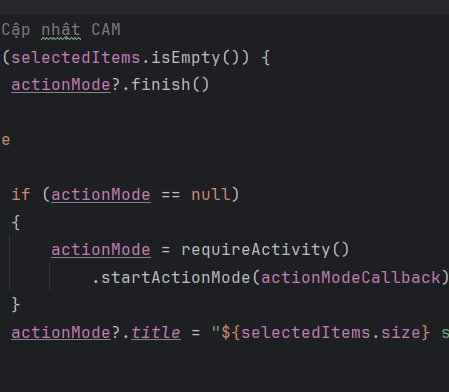 Cập nhật CAM
(selectedItems.isEmpty()) {
actionMode?.finish()
e
if (actionMode == null)
{
actionMode = requireActivity()
.startActionMode(actionModeCallback)
}
actionMode?.title = "${selectedItems.size} s